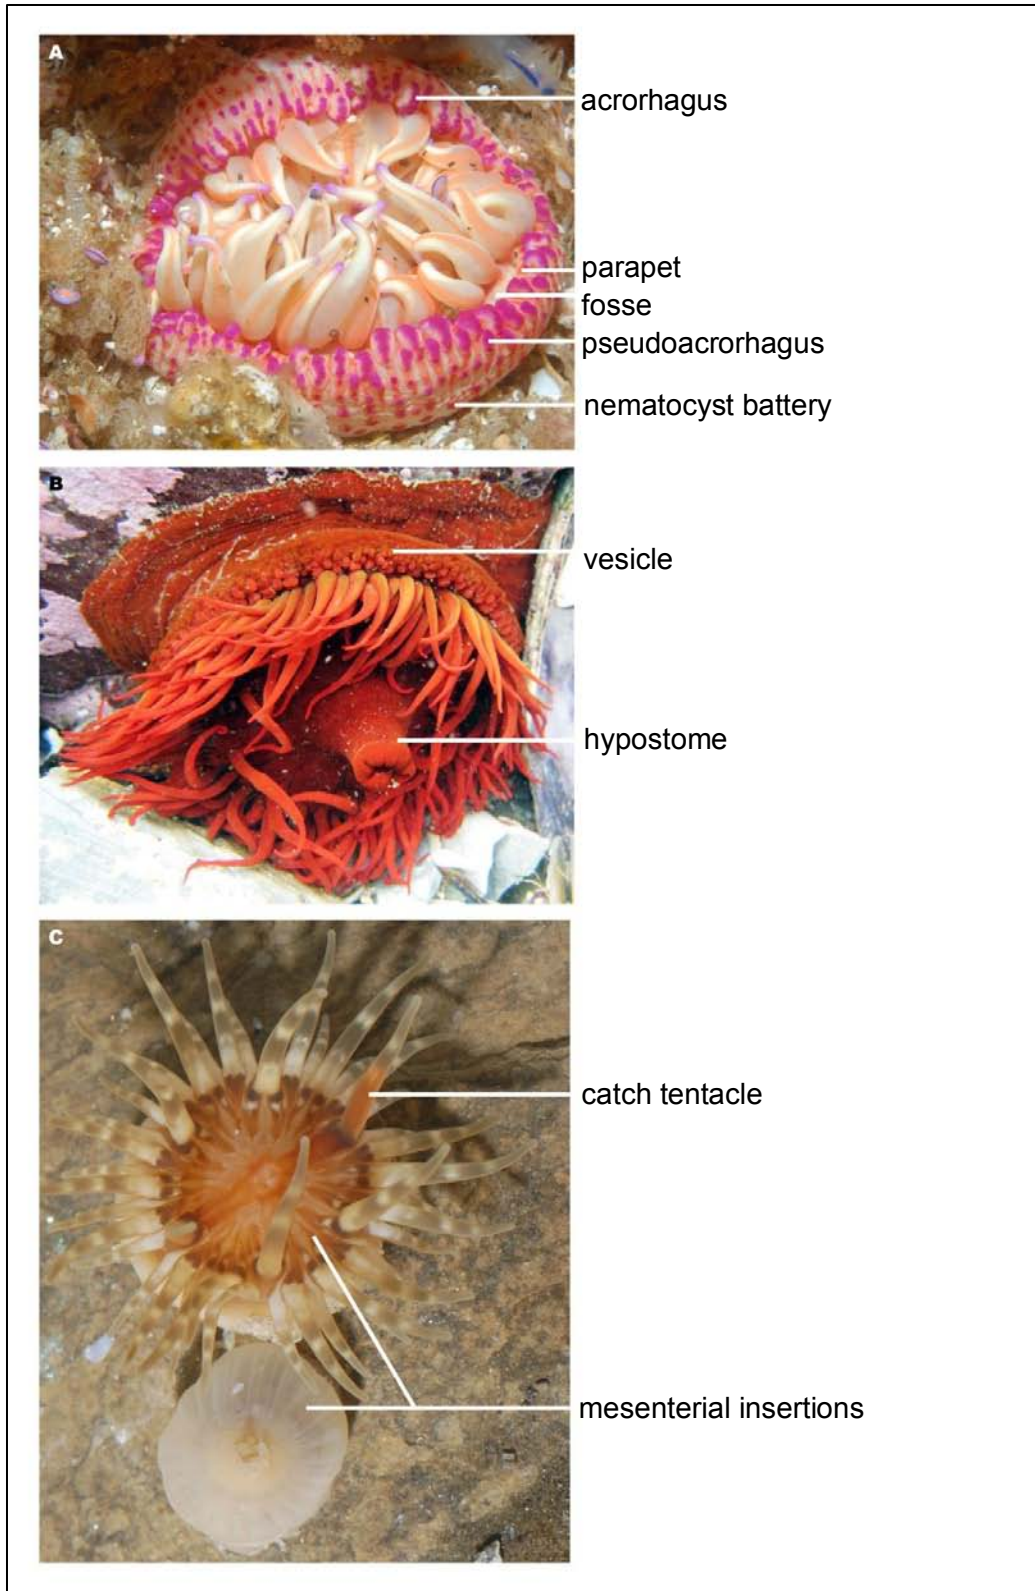 A
acrorhagus
parapet
fosse
pseudoacrorhagus
nematocyst battery
B
vesicle
hypostome
C
catch tentacle
mesenterial insertions